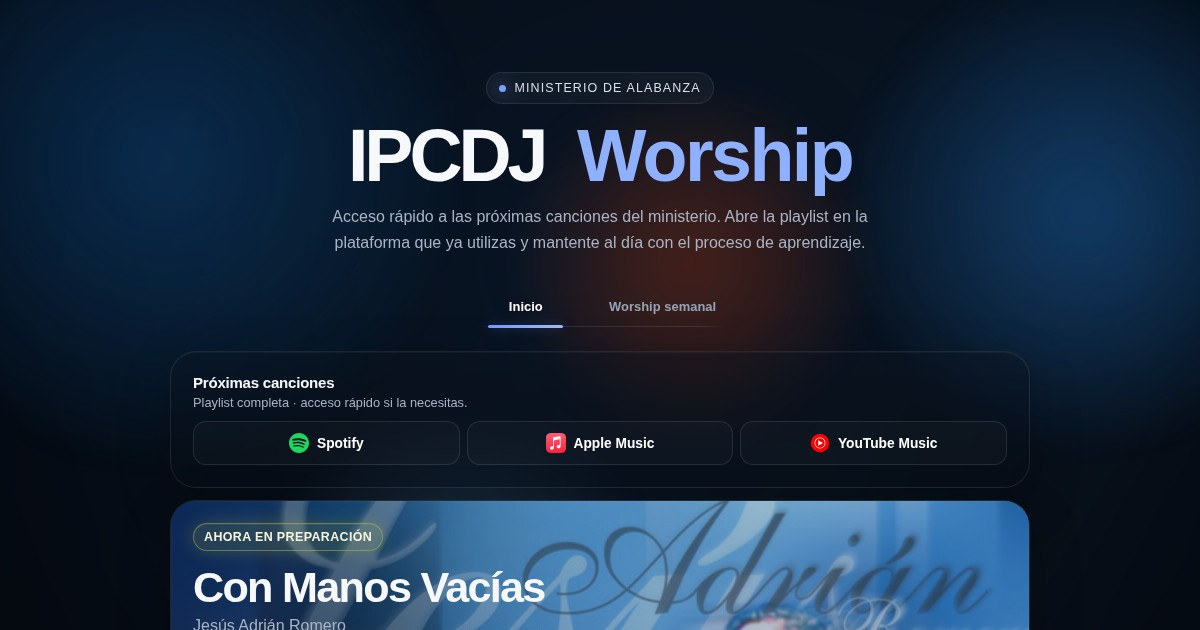 MINISTERIO DE ALABANZA
IPCDJ Worship
Acceso rápido a las próximas canciones del ministerio. Abre la playlist en la
plataforma que ya utilizas y mantente al día con el proceso de aprendizaje.
Inicio Worship semanal
Próximas canciones
Playlist completa · acceso rápido si la necesitas.
Spotify Apple Music YouTube Music
AHORA EN PREPARACIÓN
Adrián
Con Manos Vacías
Jesús Adrián Romero